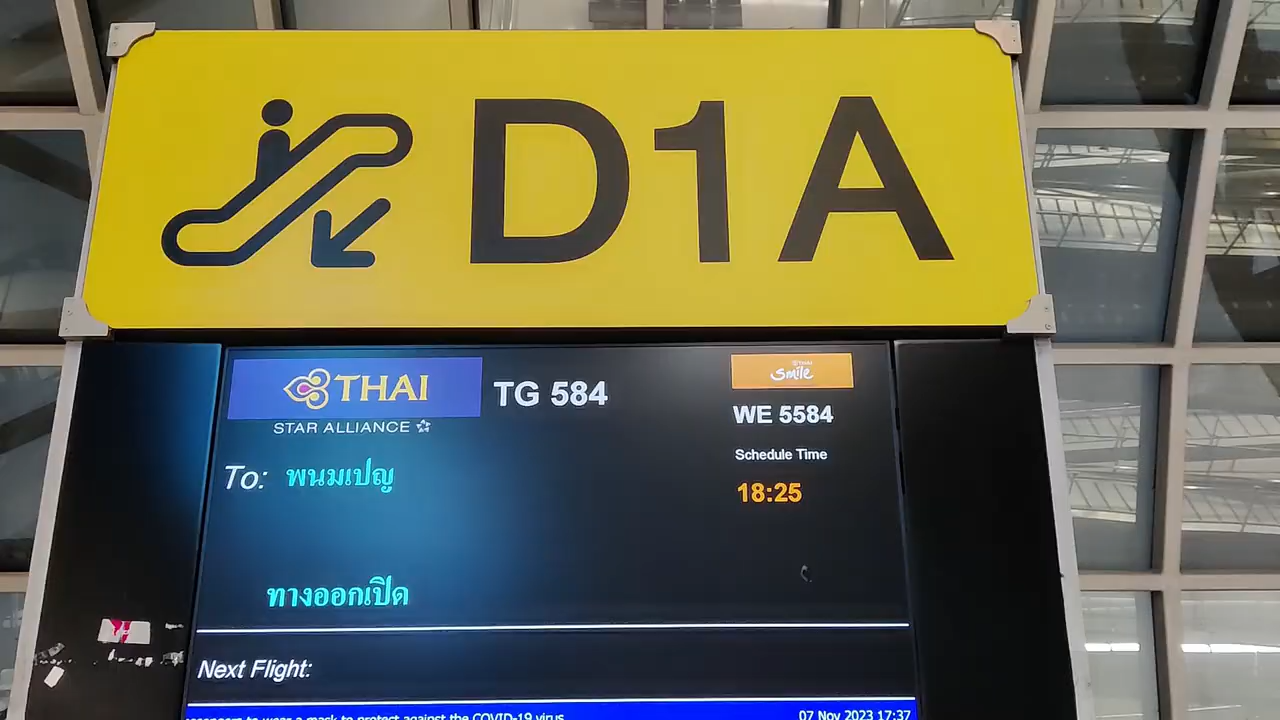 D1A
THAI
TG 584
STAR ALLIANCE
THAI
smile
WE 5584
Schedule Time
18:25
To: พนมเปญ
ทางออกเปิด
Next Flight:
to wear a mask to protect against the COVID-19 virus
07 Nov 2023 17:37